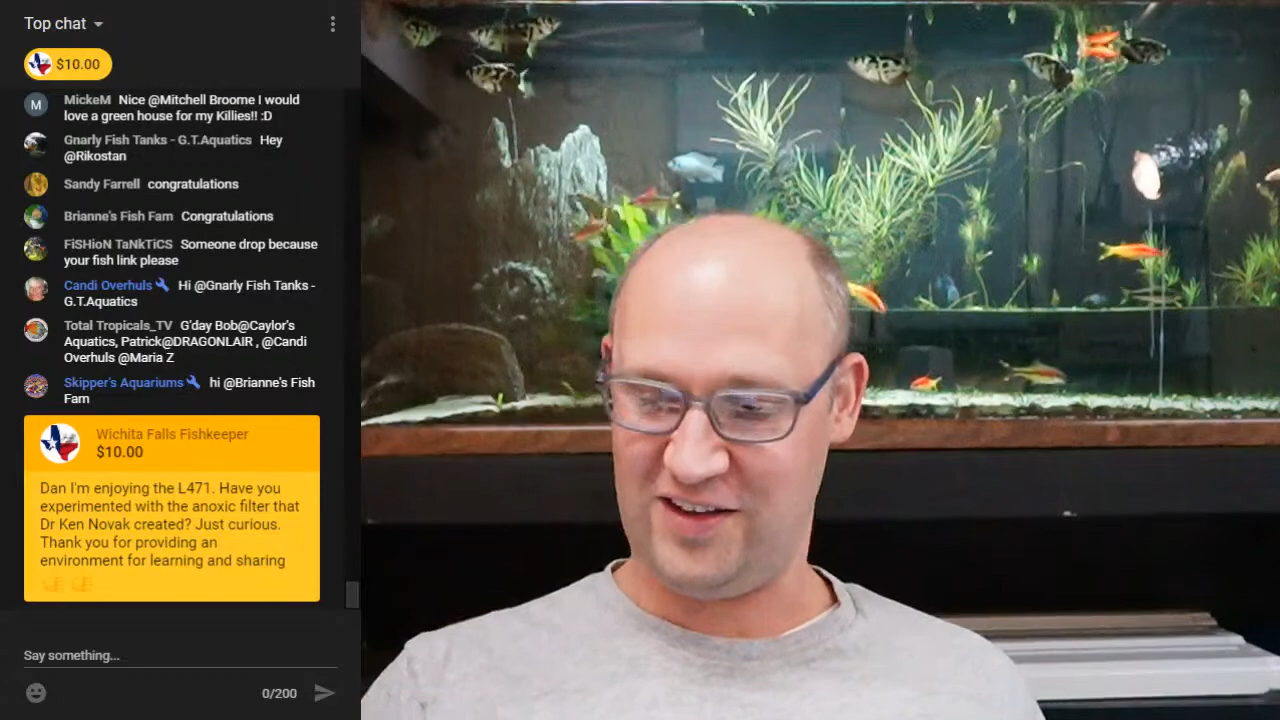 Top chat
$10.00
M
MickeM Nice @Mitchell Broome I would
love a green house for my Killies!! :D
Gnarly Fish Tanks - G.T.Aquatics Hey
@Rikostan
Sandy Farrell congratulations
Brianne's Fish Fam Congratulations
FiSHioN TaNkTiCS Someone drop because
your fish link please
Candi Overhuls Hi @Gnarly Fish Tanks -
G.T.Aquatics
Total Tropicals_TV G'day Bob@Caylor's
Aquatics, Patrick@DRAGONLAIR , @Candi
Overhuls @Maria Z
Skipper's Aquariums hi @Brianne's Fish
Fam
Wichita Falls Fishkeeper
$10.00
Dan I'm enjoying the L471. Have you
experimented with the anoxic filter that
Dr Ken Novak created? Just curious.
Thank you for providing an
environment for learning and sharing
Say something...
0/200